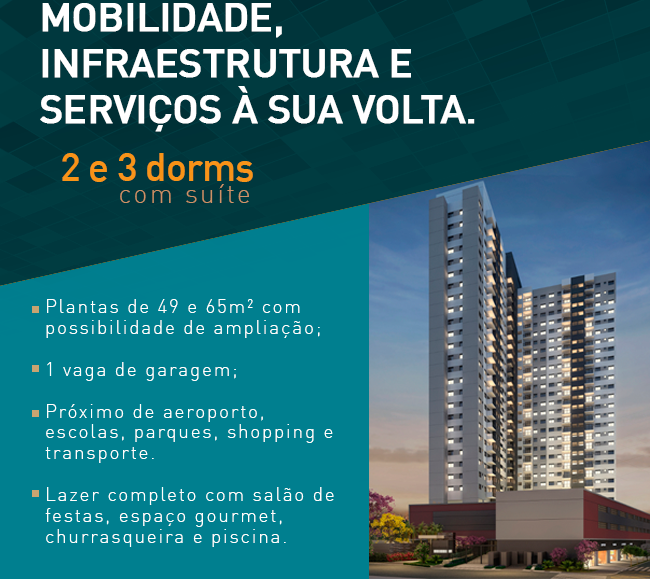 MOBILIDADE,
INFRAESTRUTURA E
SERVIÇOS À SUA VOLTA.
2 e 3 dorms
com suíte
Plantas de 49 e 65m² com
possibilidade de ampliação;
1 vaga de garagem;
Próximo de aeroporto,
escolas, parques, shopping e
transporte.
Lazer completo com salão de
festas, espaço gourmet,
churrasqueira e piscina.